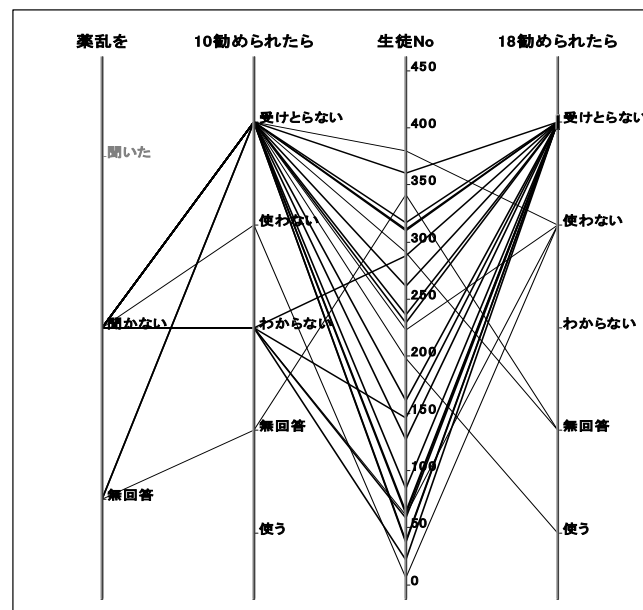 薬乱を 10勧められたら 生徒No 18勧められたら
450
受けとらない 400 受けとらない
聞いた
350
使わない 300 使わない
250
聞かない わからない わからない
200
150
無回答 無回答
100
無回答
50
使う 使う
0